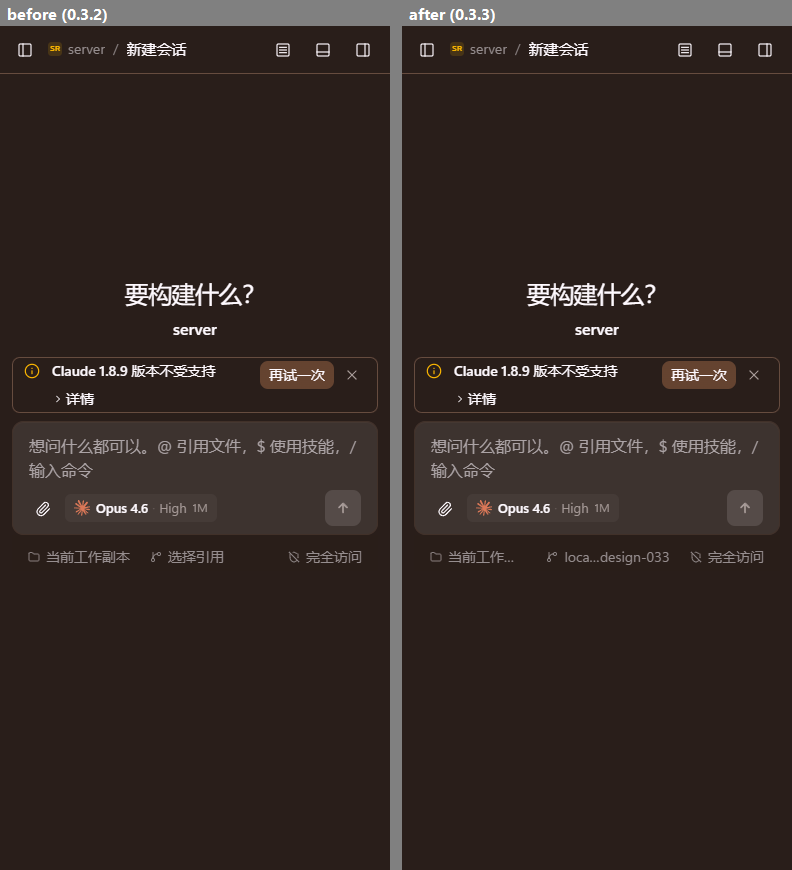 before (0.3.2)
SR server / 新建会话
要构建什么？
server
Claude 1.8.9 版本不受支持
再试一次
详情
想问什么都可以。@ 引用文件，$ 使用技能，/
输入命令
Opus 4.6 · High 1M
当前工作副本 选择引用 完全访问
after (0.3.3)
SR server / 新建会话
要构建什么？
server
Claude 1.8.9 版本不受支持
再试一次
详情
想问什么都可以。@ 引用文件，$ 使用技能，/
输入命令
Opus 4.6 · High 1M
当前工作... loca...design-033 完全访问